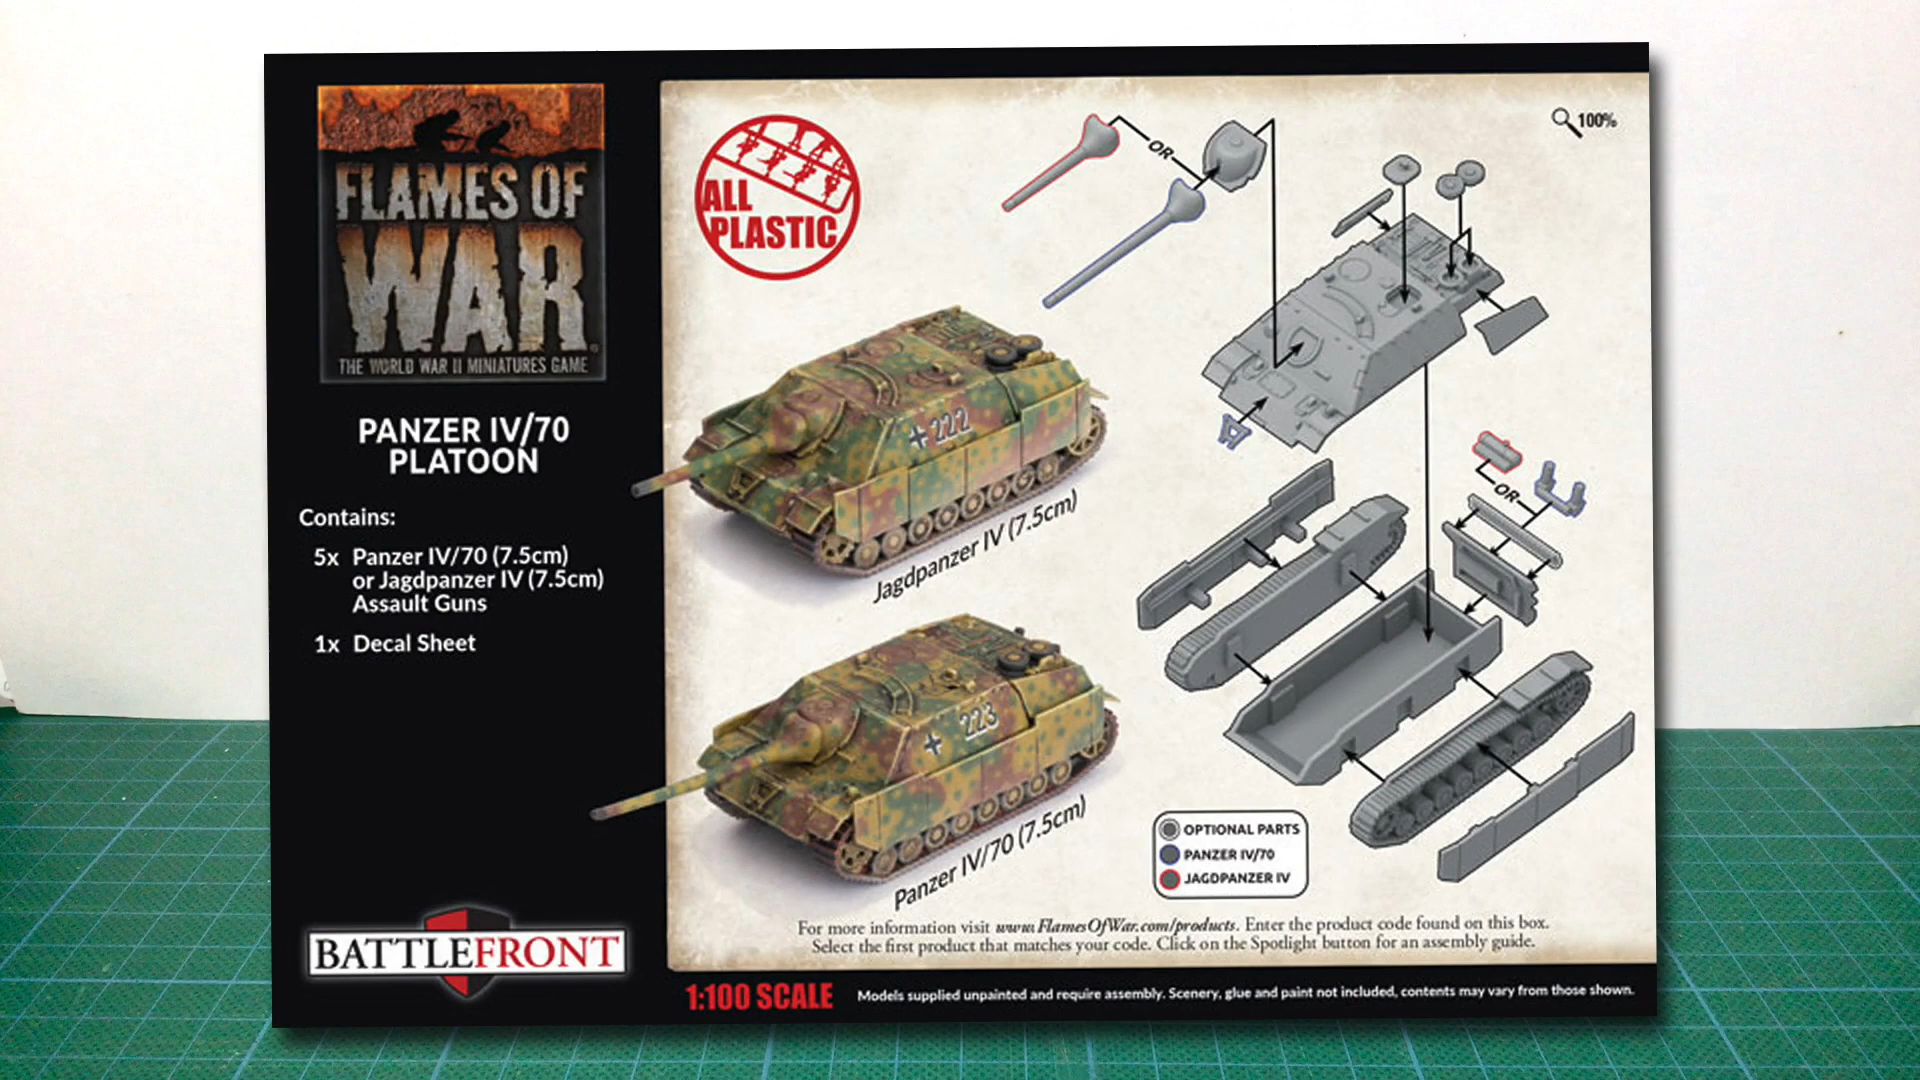 FLAMES OF
WAR
THE WORLD WAR II MINIATURES GAME
PANZER IV/70
PLATOON
Contains:
5x Panzer IV/70 (7.5cm)
or Jagdpanzer IV (7.5cm)
Assault Guns
1x Decal Sheet
BATTLEFRONT
ALL
PLASTIC
OR
100%
222
Jagdpanzer IV (7.5cm)
OR
223
Panzer IV/70 (7.5cm)
OPTIONAL PARTS
PANZER IV/70
JAGDPANZER IV
For more information visit www.FlamesOfWar.com/products. Enter the product code found on this box.
Select the first product that matches your code. Click on the Spotlight button for an assembly guide.
1:100 SCALE
Models supplied unpainted and require assembly. Scenery, glue and paint not included, contents may vary from those shown.